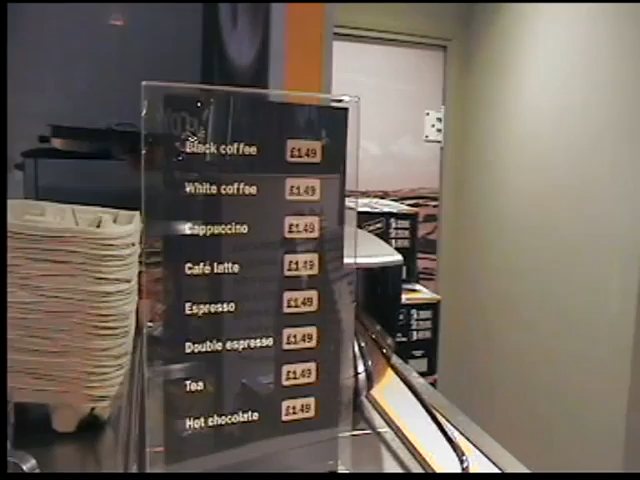 Black coffee £1.49
White coffee £1.49
Cappuccino £1.49
Café latte £1.49
Espresso £1.49
Double espresso £1.49
Tea £1.49
Hot chocolate £1.49